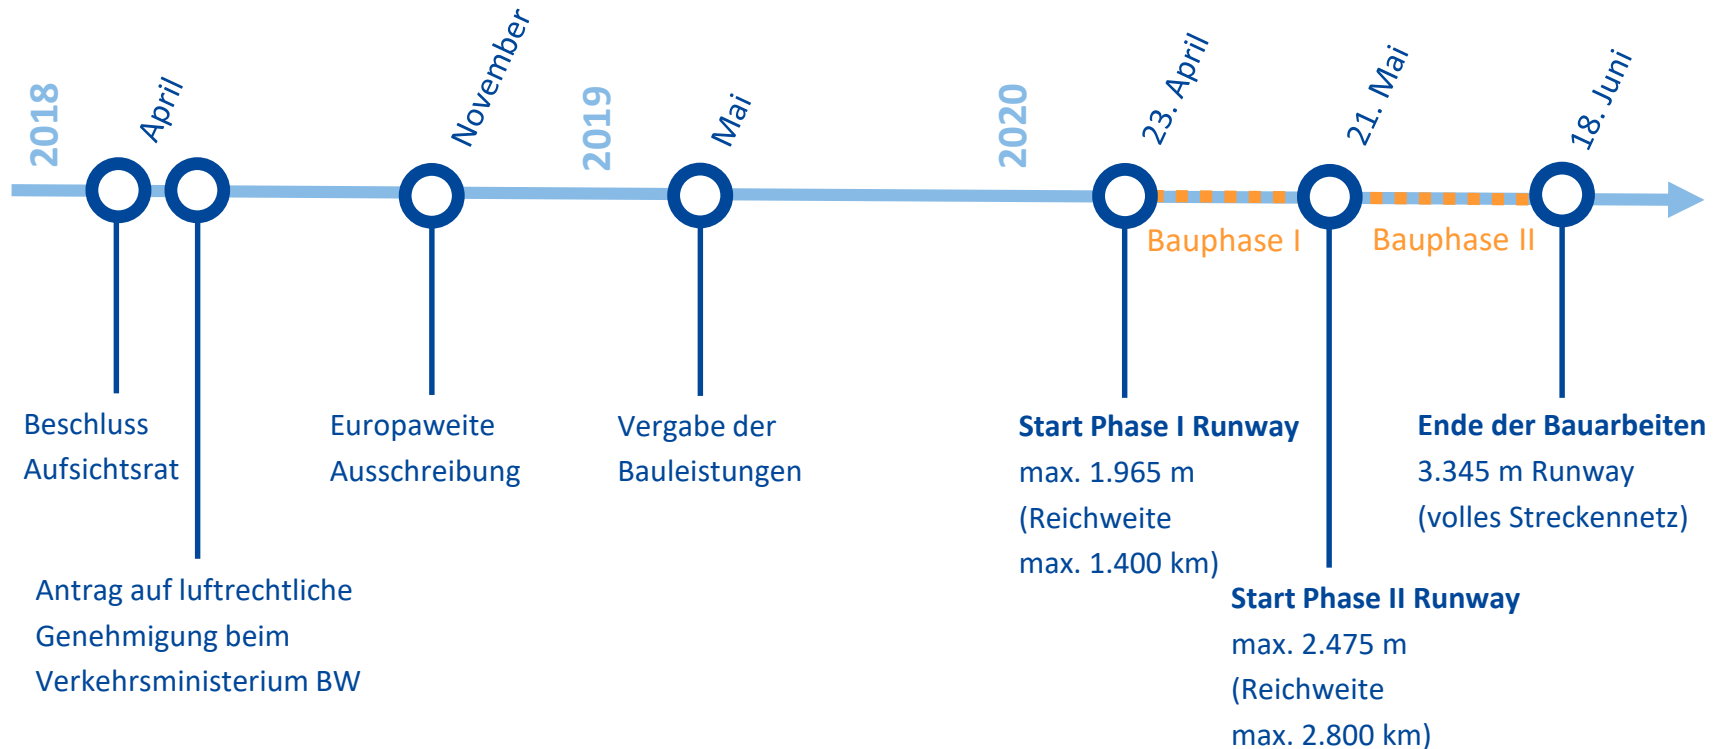 2018
April
November
2019
Mai
2020
23. April
21. Mai
18. Juni
Bauphase I
Bauphase II
Beschluss
Aufsichtsrat
Antrag auf luftrechtliche
Genehmigung beim
Verkehrsministerium BW
Europaweite
Ausschreibung
Vergabe der
Bauleistungen
Start Phase I Runway
max. 1.965 m
(Reichweite
max. 1.400 km)
Start Phase II Runway
max. 2.475 m
(Reichweite
max. 2.800 km)
Ende der Bauarbeiten
3.345 m Runway
(volles Streckennetz)